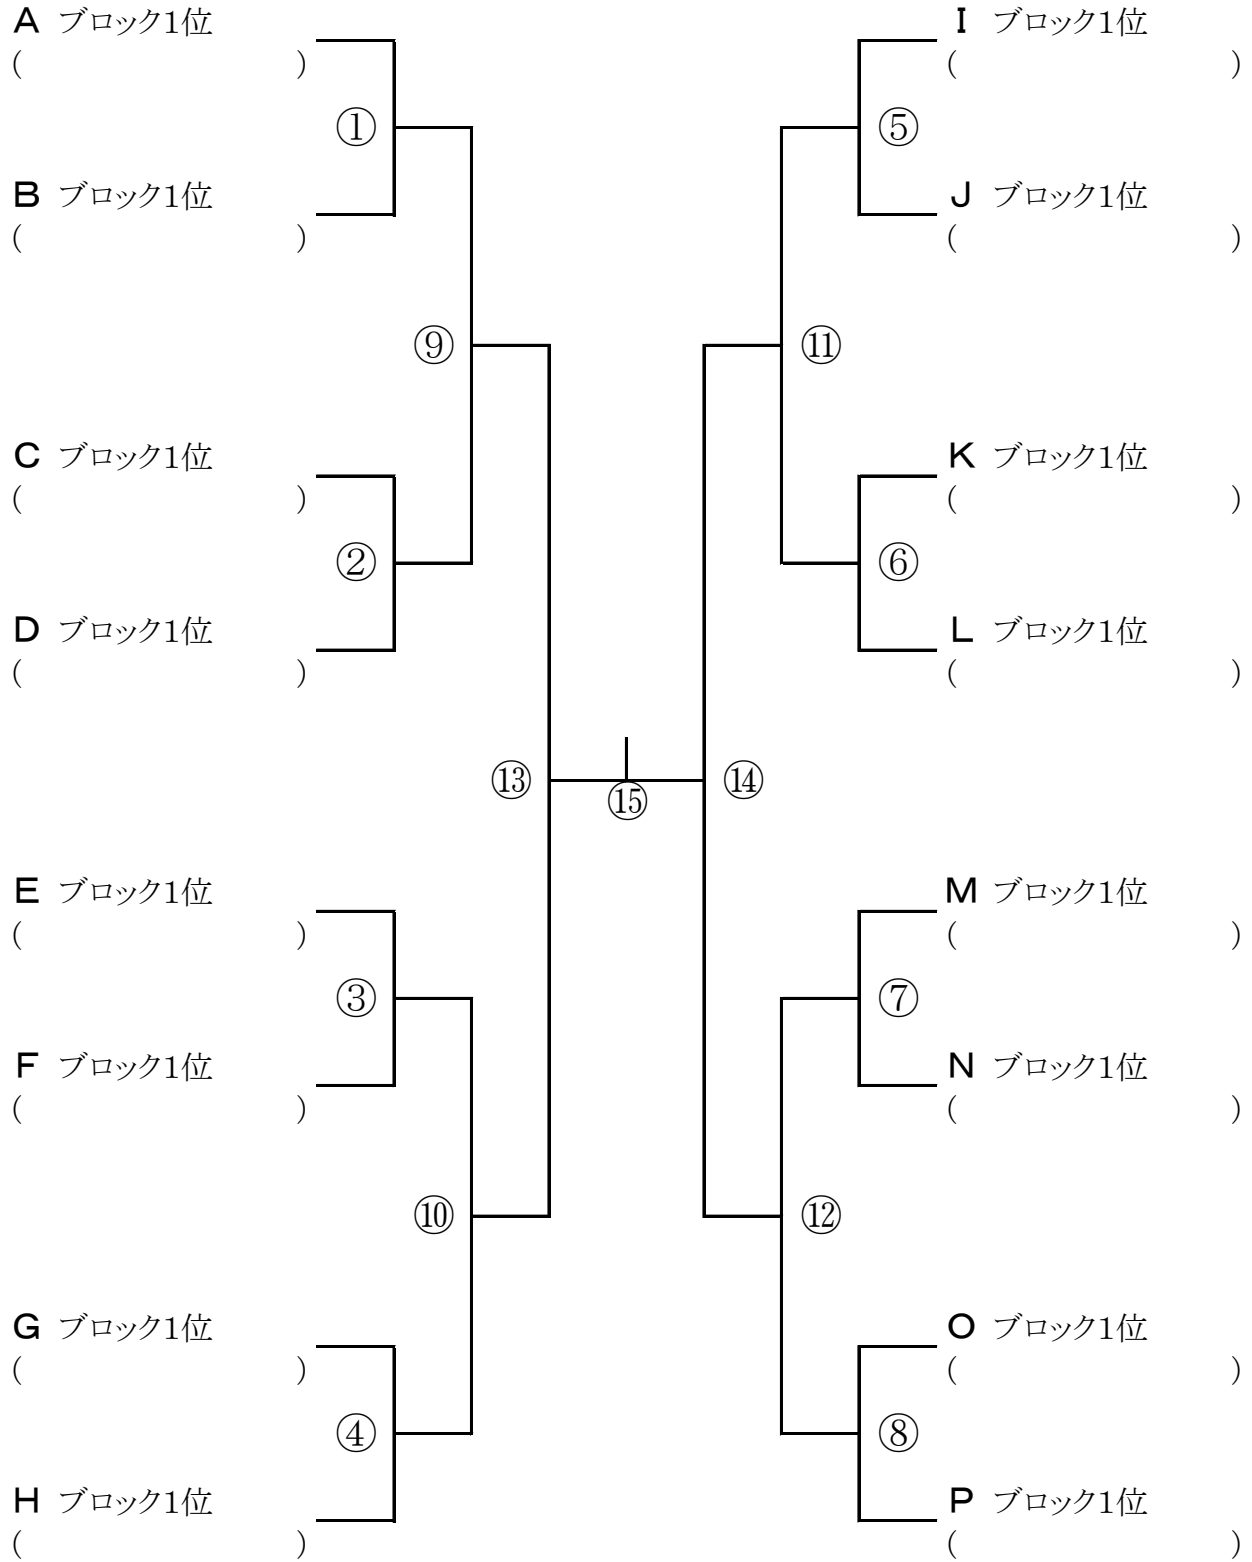 A ブロック1位
( )
①
B ブロック1位
( )
⑨
C ブロック1位
( )
②
D ブロック1位
( )
⑬
E ブロック1位
( )
③
F ブロック1位
( )
⑩
G ブロック1位
( )
④
H ブロック1位
( )
⑮
I ブロック1位
( )
⑤
J ブロック1位
( )
⑪
K ブロック1位
( )
⑥
L ブロック1位
( )
⑭
M ブロック1位
( )
⑦
N ブロック1位
( )
⑫
O ブロック1位
( )
⑧
P ブロック1位
( )